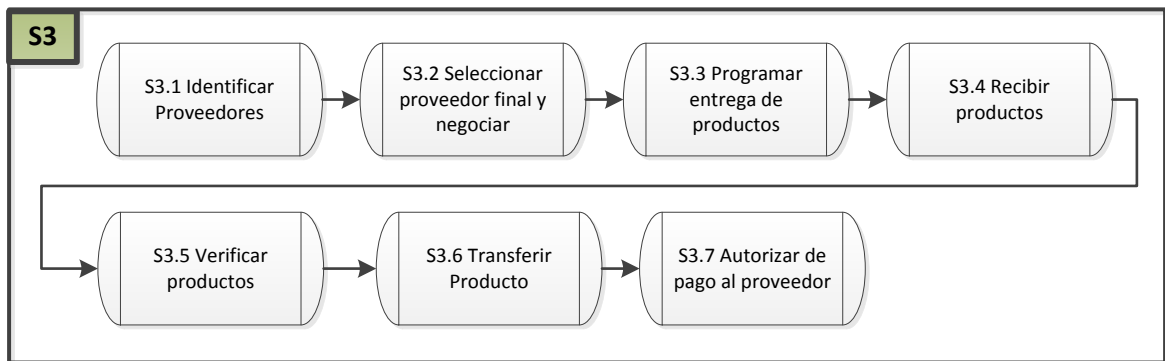 S3
S3.1 Identificar
Proveedores
S3.2 Seleccionar
proveedor final y
negociar
S3.3 Programar
entrega de
productos
S3.4 Recibir
productos
S3.5 Verificar
productos
S3.6 Transferir
Producto
S3.7 Autorizar de
pago al proveedor